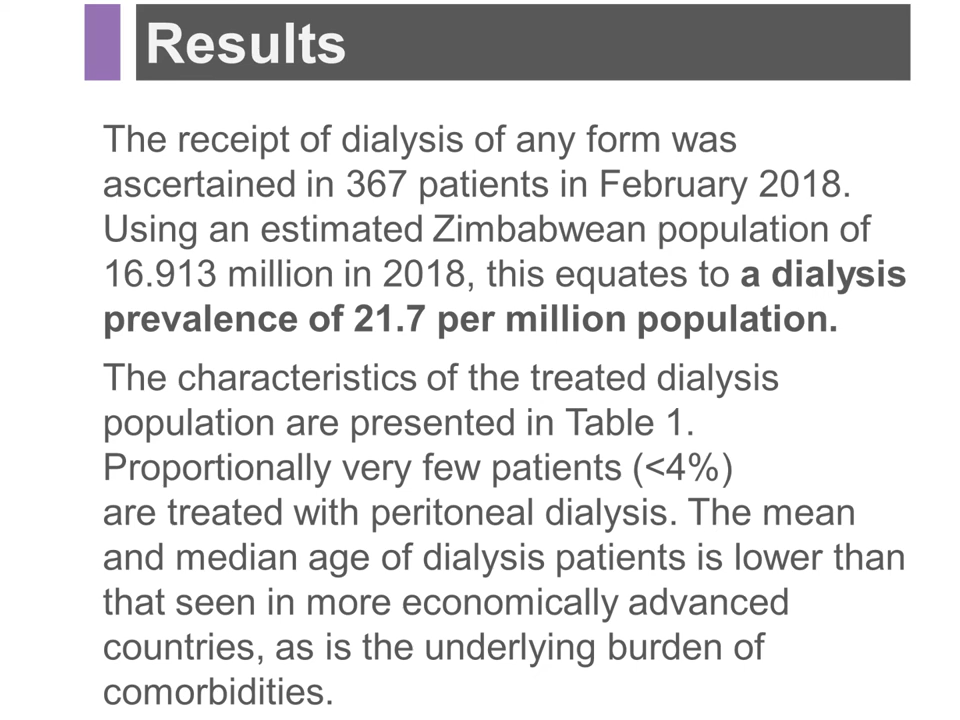 Results
The receipt of dialysis of any form was
ascertained in 367 patients in February 2018.
Using an estimated Zimbabwean population of
16.913 million in 2018, this equates to a dialysis
prevalence of 21.7 per million population.
The characteristics of the treated dialysis
population are presented in Table 1.
Proportionally very few patients (<4%)
are treated with peritoneal dialysis. The mean
and median age of dialysis patients is lower than
that seen in more economically advanced
countries, as is the underlying burden of
comorbidities.